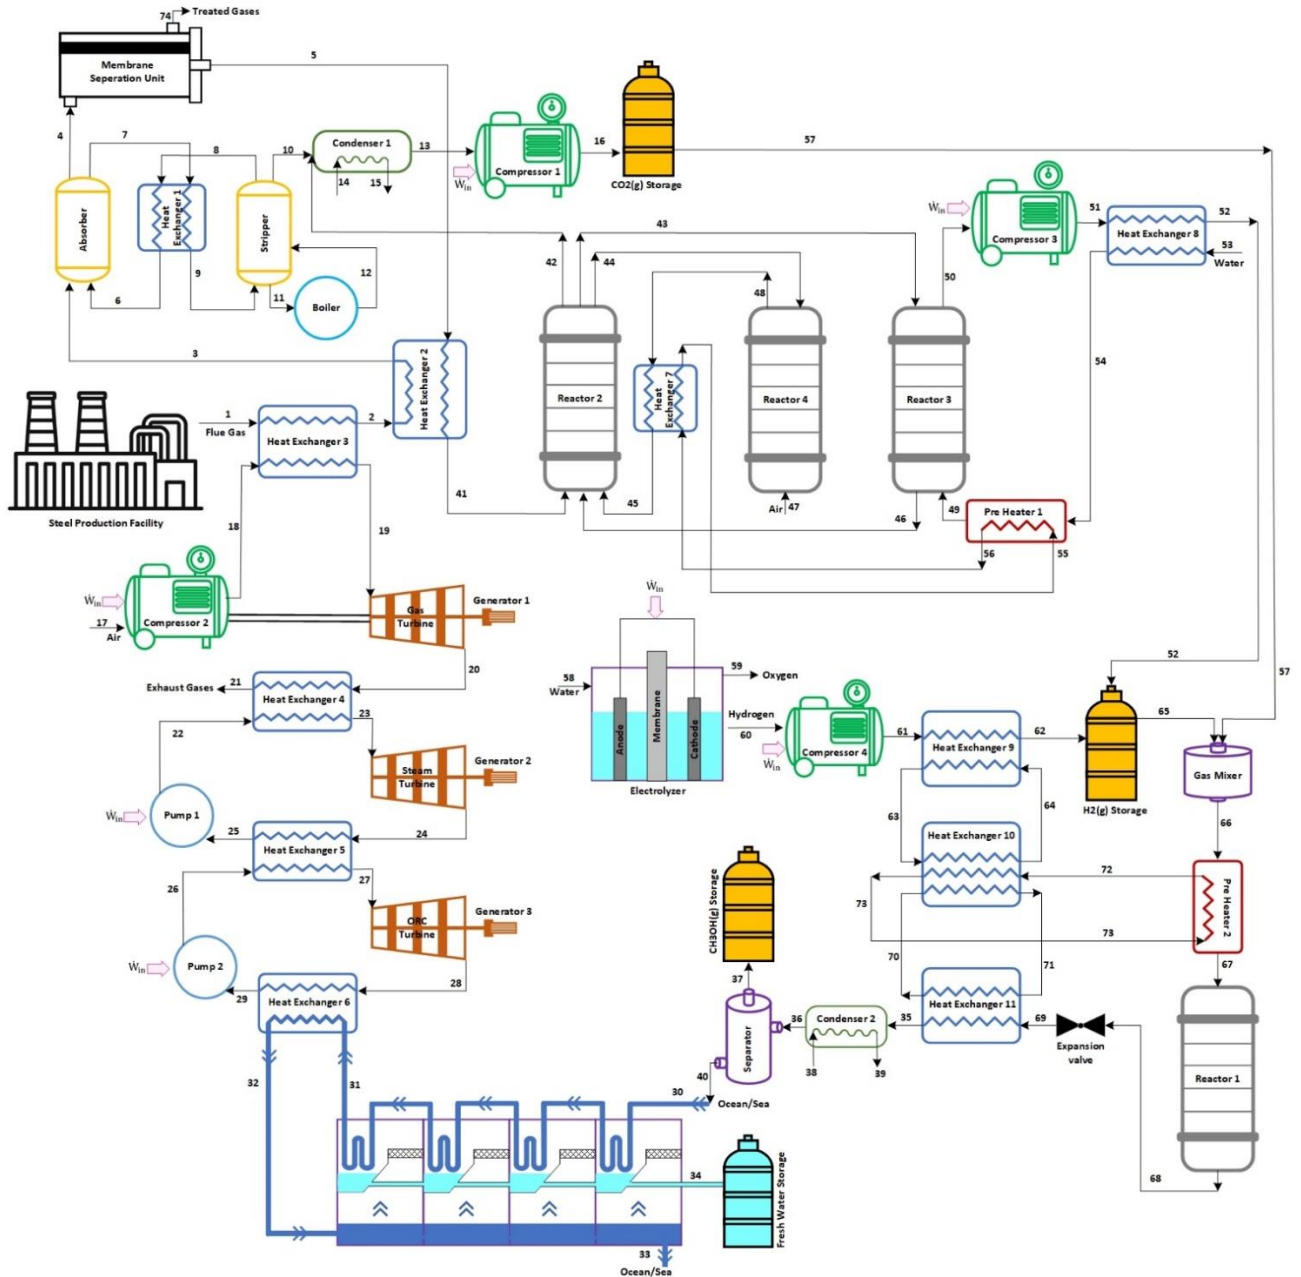 74
Treated Gases
Membrane
Seperation Unit
5
4
7
8
10
Condenser 1
13
14
15
Compressor 1
Ẇin
16
CO2(g) Storage
57
Absorber
Heat
Exchanger 1
Stripper
6
9
11
12
Boiler
3
Heat Exchanger 2
42
43
44
48
Reactor 2
Heat
Exchanger 7
Reactor 4
Reactor 3
45
Air
47
46
49
50
Ẇin
Compressor 3
51
Heat Exchanger 8
52
53
Water
54
Pre Heater 1
56
55
1
Flue Gas
Heat Exchanger 3
2
41
Steel Production Facility
18
19
Ẇin
17
Air
Compressor 2
Gas
Turbine
Generator 1
20
Exhaust Gases
21
Heat Exchanger 4
22
23
Steam
Turbine
Generator 2
Ẇin
Pump 1
25
Heat Exchanger 5
24
26
27
ORC
Turbine
Generator 3
Ẇin
Pump 2
29
Heat Exchanger 6
28
32
31
30
Ocean/Sea
34
Fresh Water Storage
33
Ocean/Sea
Ẇin
58
Water
59
Oxygen
Anode
Membrane
Cathode
Electrolyzer
Hydrogen
60
Ẇin
Compressor 4
61
Heat Exchanger 9
62
H2(g) Storage
52
65
57
Gas Mixer
66
63
64
Heat Exchanger 10
72
73
73
Pre Heater 2
67
70
71
Heat Exchanger 11
CH3OH(g) Storage
37
Separator
40
36
Condenser 2
38
39
35
69
Expansion
valve
68
Reactor 1